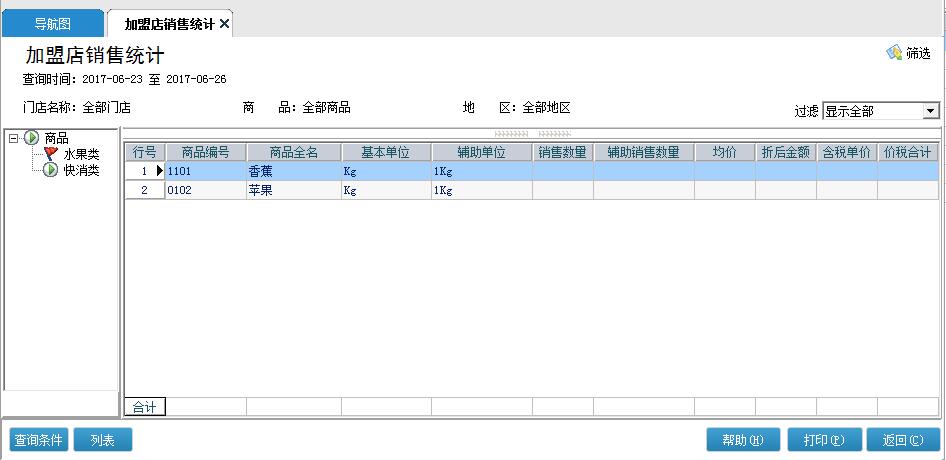 导航图 加盟店销售统计
加盟店销售统计
筛选
查询时间: 2017-06-23 至 2017-06-26
门店名称: 全部门店 商 品: 全部商品 地 区: 全部地区
过滤 显示全部
商品
水果类
快消类
行号 商品编号 商品全名 基本单位 辅助单位 销售数量 辅助销售数量 均价 折后金额 含税单价 价税合计
1 1101 香蕉 Kg 1Kg
2 0102 苹果 Kg 1Kg
合计
查询条件 列表 帮助(H) 打印(P) 返回(C)